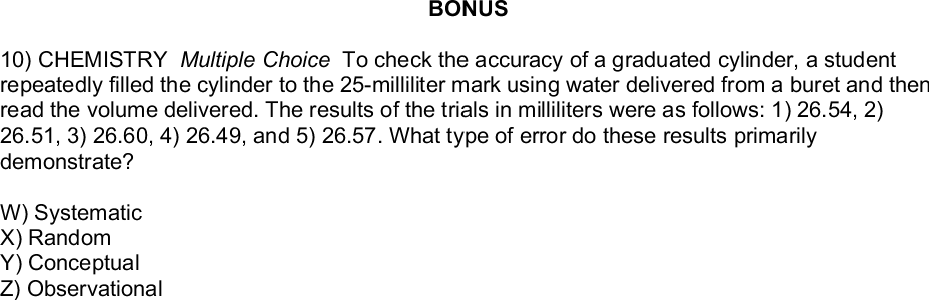 BONUS
10) CHEMISTRY Multiple Choice To check the accuracy of a graduated cylinder, a student
repeatedly filled the cylinder to the 25-milliliter mark using water delivered from a buret and then
read the volume delivered. The results of the trials in milliliters were as follows: 1) 26.54, 2)
26.51, 3) 26.60, 4) 26.49, and 5) 26.57. What type of error do these results primarily
demonstrate?
W) Systematic
X) Random
Y) Conceptual
Z) Observational